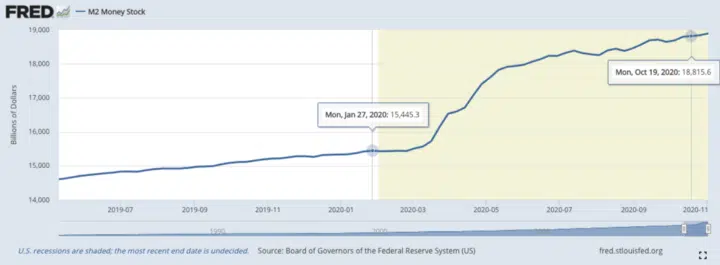 FRED — M2 Money Stock
19,000
18,000
17,000
16,000
15,000
14,000
Billions of Dollars
Mon, Jan 27, 2020: 15,445.3
Mon, Oct 19, 2020: 18,815.6
2019-07 2019-09 2019-11 2020-01 2020-03 2020-05 2020-07 2020-09 2020-11
1990 2000
U.S. recessions are shaded; the most recent end date is undecided. Source: Board of Governors of the Federal Reserve System (US) fred.stlouisfed.org